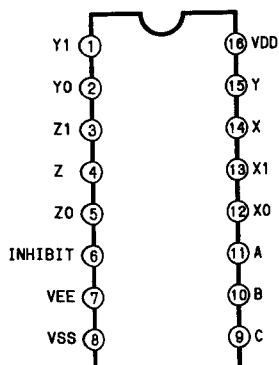 Y1 1 16 VDD
Y0 2 15 Y
Z1 3 14 X
Z 4 13 X1
Z0 5 12 X0
INHIBIT 6 11 A
VEE 7 10 B
VSS 8 9 C